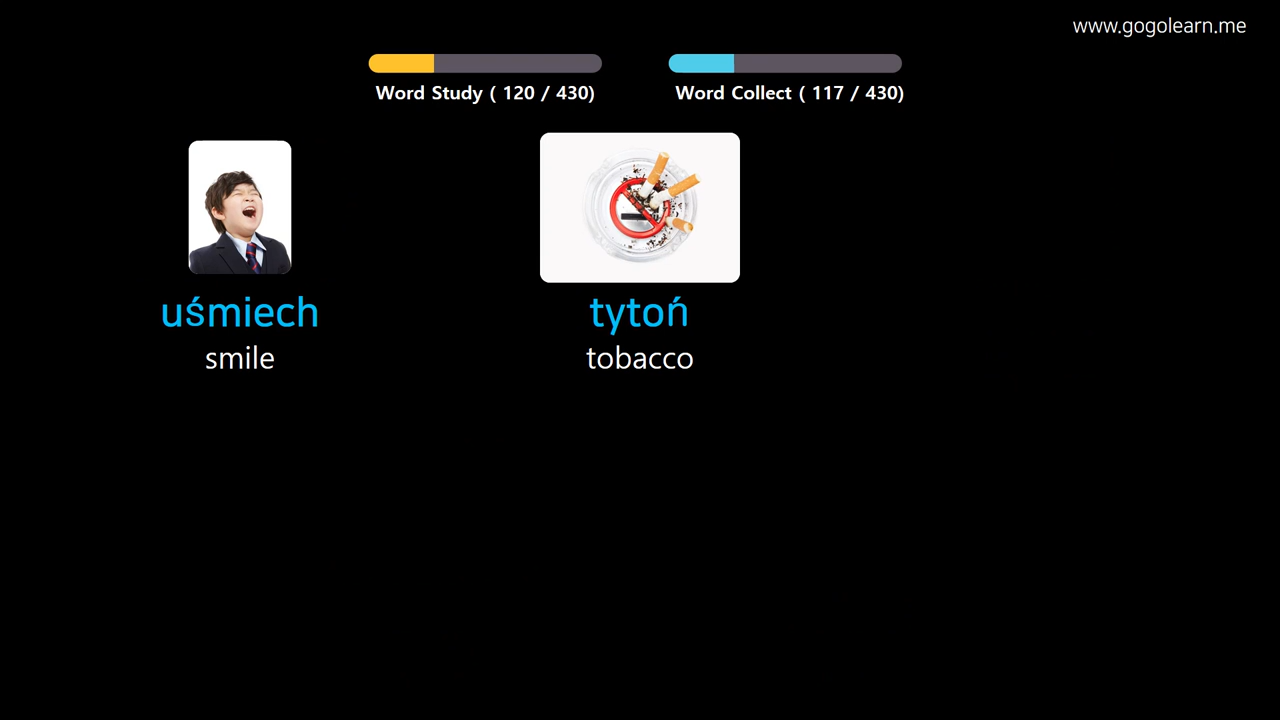 www.gogolearn.me
Word Study ( 120 / 430)
Word Collect ( 117 / 430)
uśmiech
smile
tytoń
tobacco